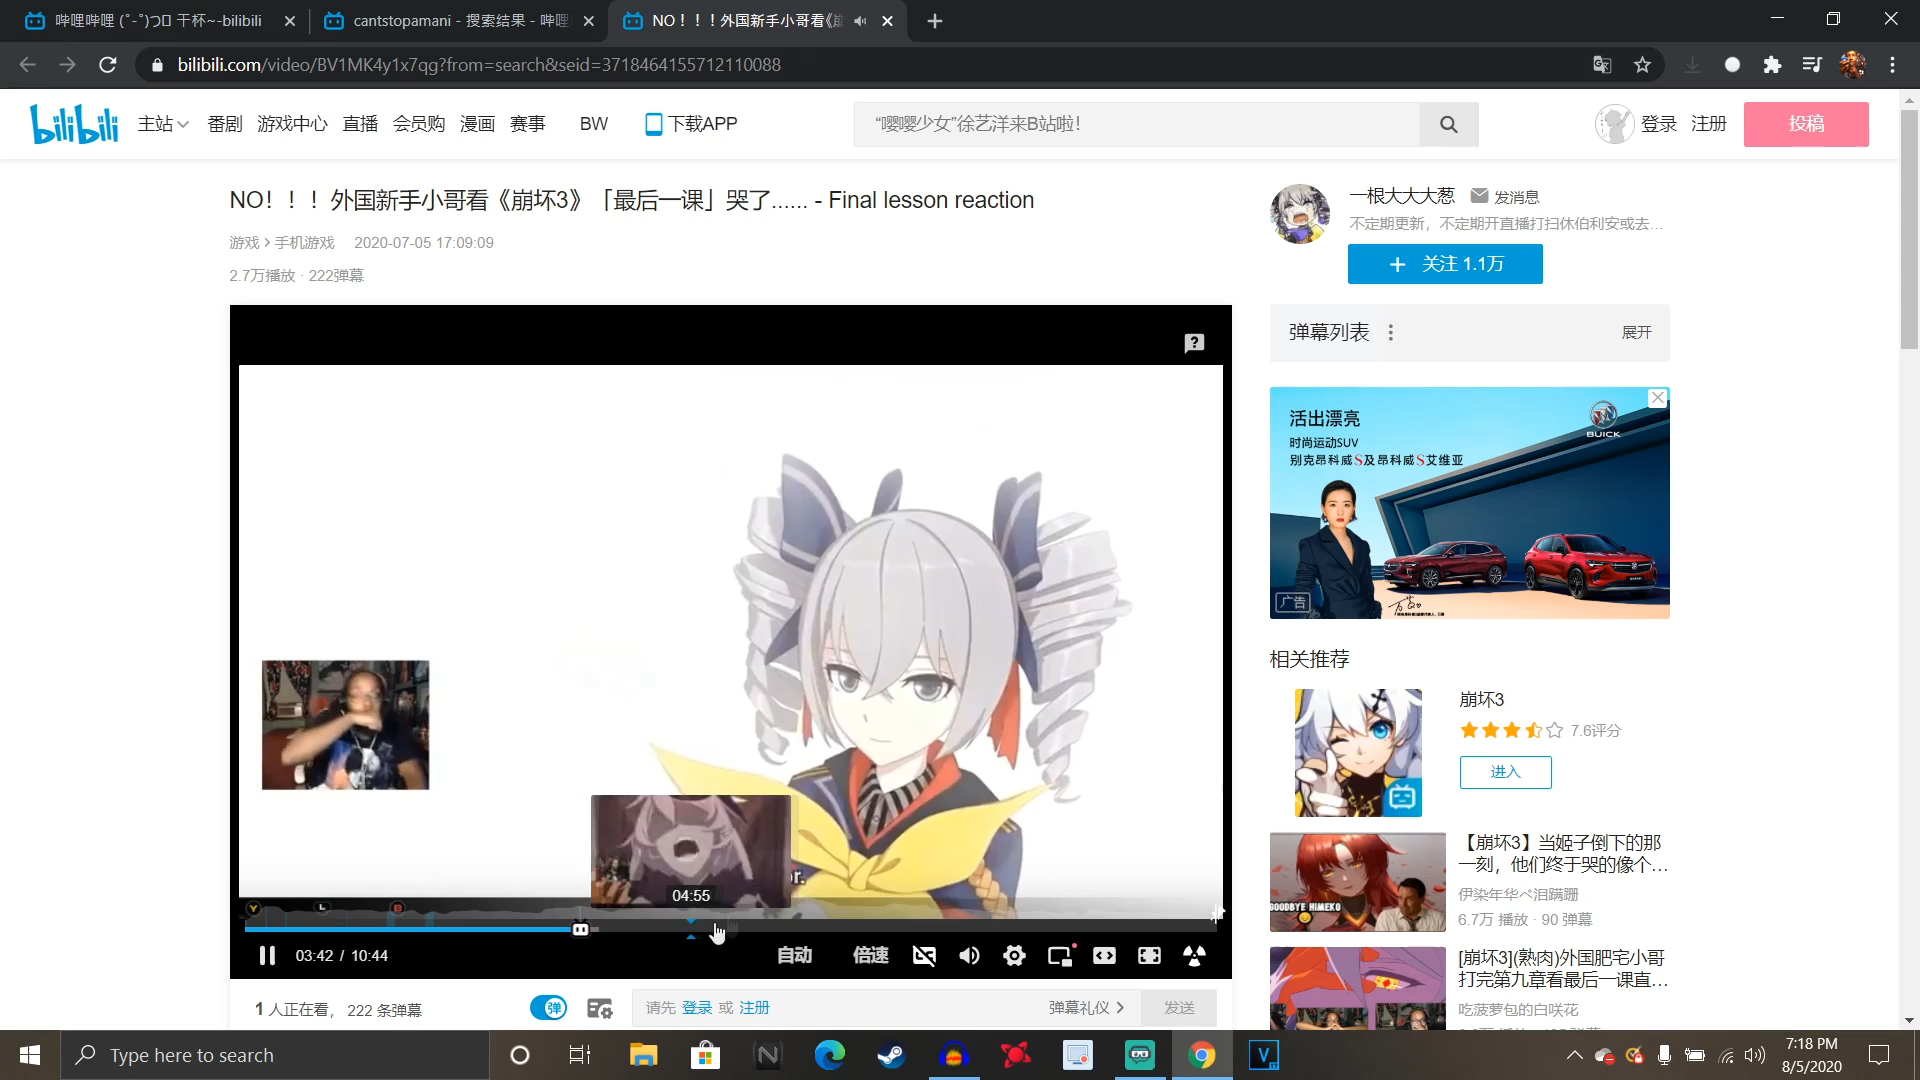 哔哩哔哩 (゜-゜)つロ 干杯~-bilibili
cantstopamani - 搜索结果 - 哔哩
NO！！！外国新手小哥看《崩
bilibili.com/video/BV1MK4y1x7qg?from=search&seid=3718464155712110088
bilibili
主站
番剧
游戏中心
直播
会员购
漫画
赛事
BW
下载APP
“嘤嘤少女”徐艺洋来B站啦！
登录
注册
投稿
NO！！！外国新手小哥看《崩坏3》「最后一课」哭了...... - Final lesson reaction
游戏 > 手机游戏 2020-07-05 17:09:09
2.7万播放 · 222弹幕
一根大大大葱
发消息
不定期更新，不定期开直播打扫休伯利安或去...
+ 关注 1.1万
弹幕列表
展开
活出漂亮
时尚运动SUV
别克昂科威S及昂科威S艾维亚
BUICK
广告
相关推荐
崩坏3
7.6评分
进入
【崩坏3】当姬子倒下的那
一刻，他们终于哭的像个...
伊染年华ベ泪蹒跚
6.7万 播放 · 90 弹幕
GOODBYE HIMEKO
[崩坏3](熟肉)外国肥宅小哥
打完第九章看最后一课直...
吃菠萝包的白咲花
04:55
Y
L
B
03:42 / 10:44
自动
倍速
1 人正在看， 222 条弹幕
弹
请先 登录 或 注册
弹幕礼仪 >
发送
Type here to search
7:18 PM
8/5/2020